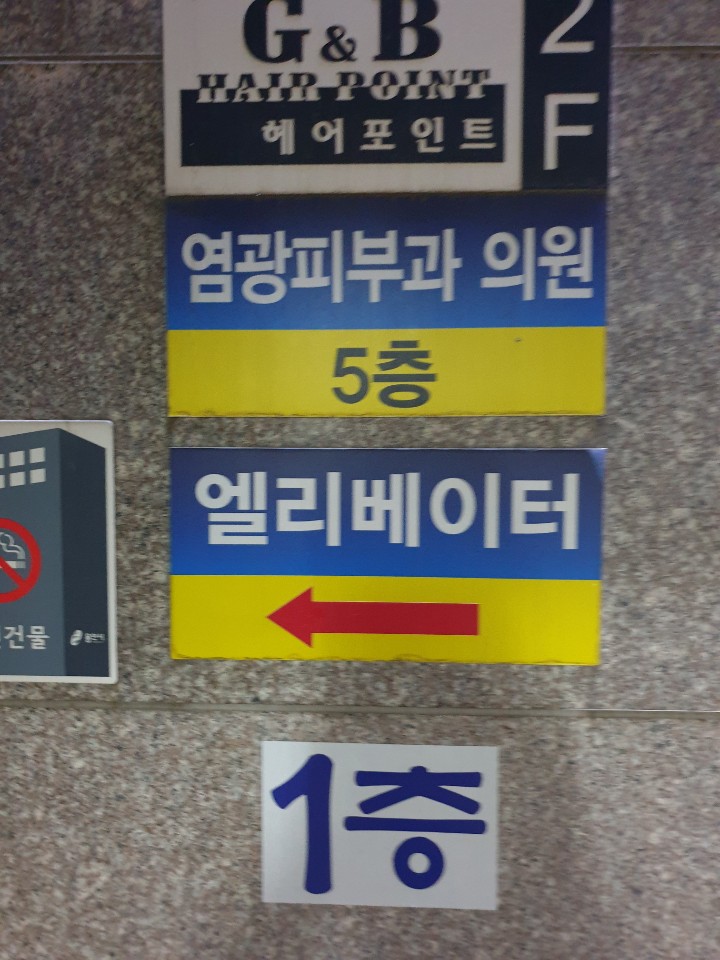 G & B
HAIR POINT
헤어포인트
2
F
염광피부과 의원
5층
엘리베이터
건물
1층